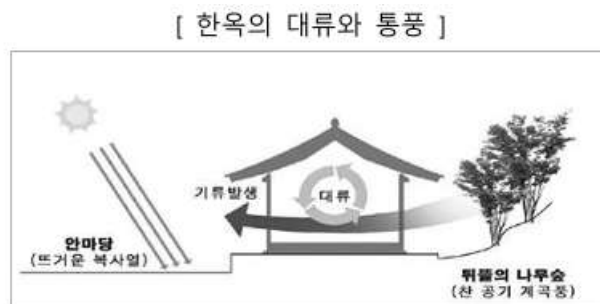 [ 한옥의 대류와 통풍 ]
기류발생
대류
안마당
(뜨거운 복사열)
뒤뜰의 나무숲
(찬 공기 계곡풍)